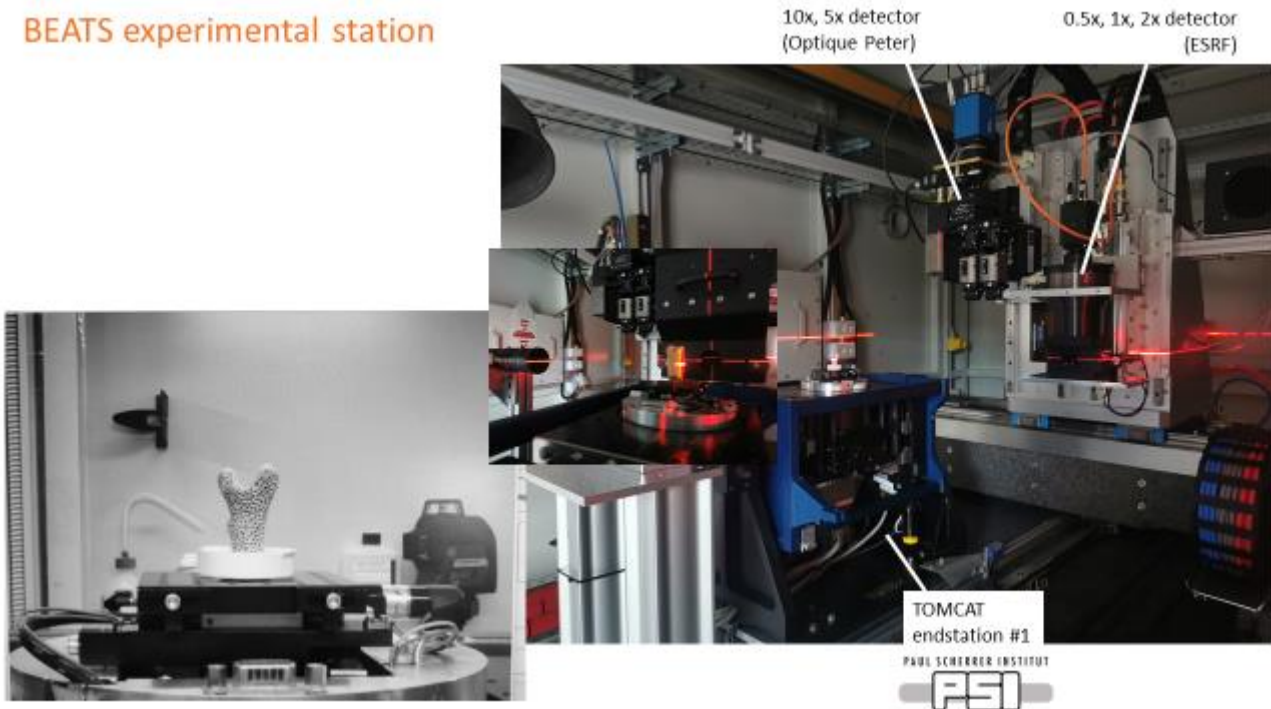 BEATS experimental station
10x, 5x detector
(Optique Peter)
0.5x, 1x, 2x detector
(ESRF)
TOMCAT
endstation #1
PAUL SCHERRER INSTITUT
PSI